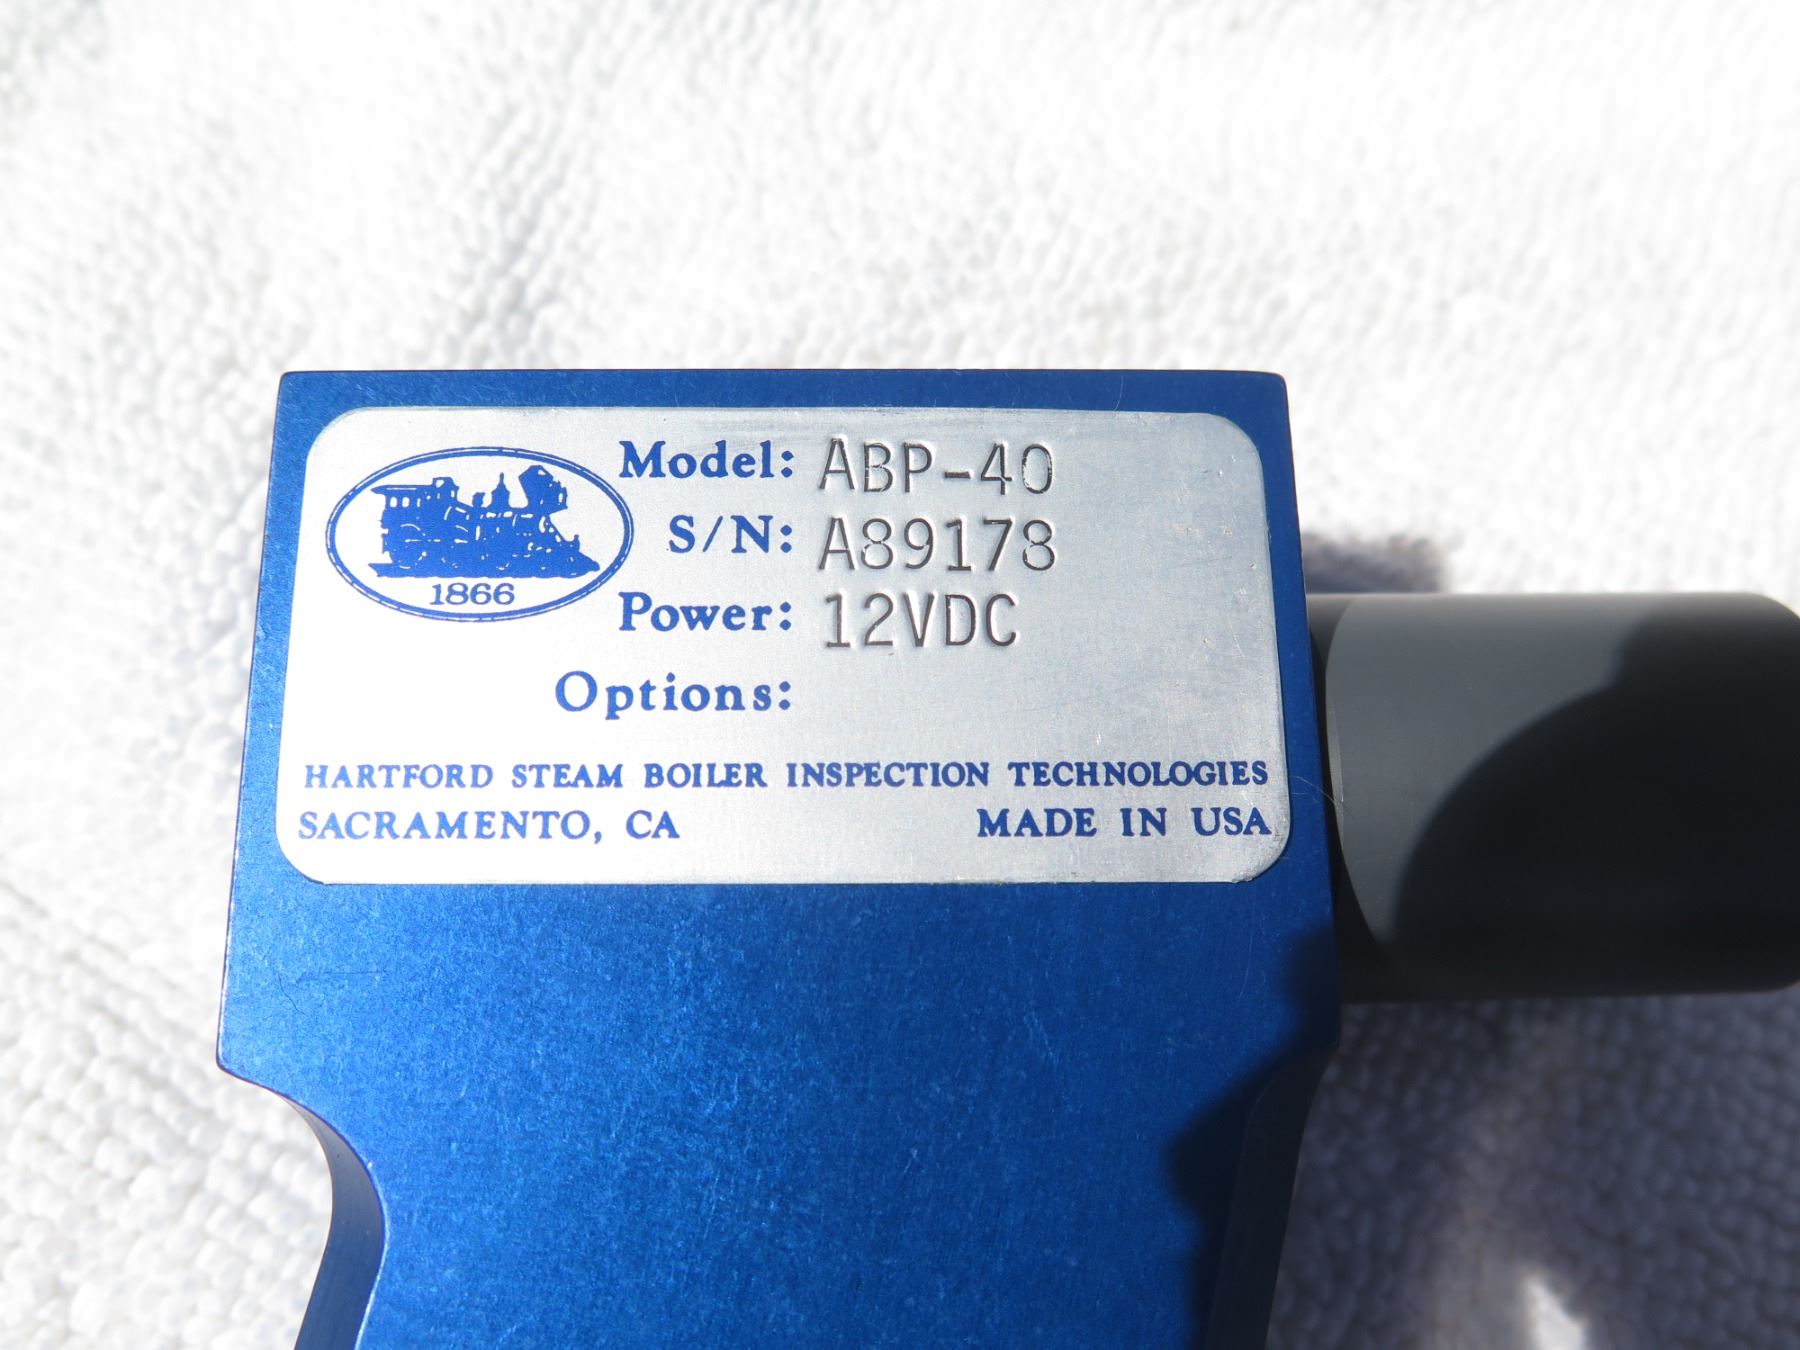 Model: ABP-40
S/N: A89178
1866
Power: 12VDC
Options:
HARTFORD STEAM BOILER INSPECTION TECHNOLOGIES
SACRAMENTO, CA MADE IN USA